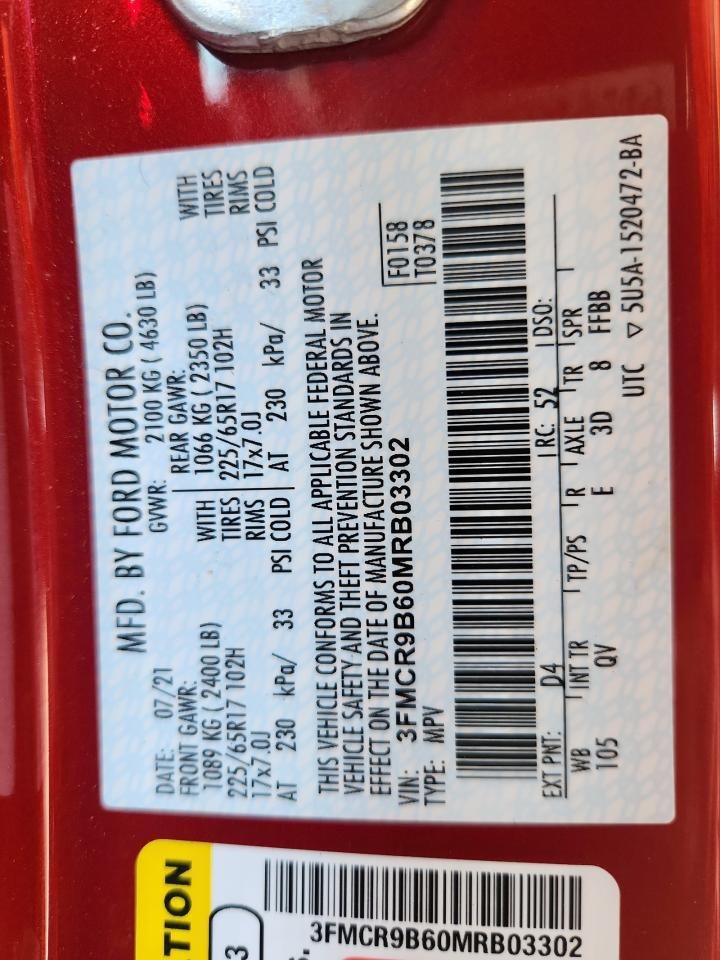 MFD. BY FORD MOTOR CO.
DATE: 07/21 GVWR: 2100 KG ( 4630 LB)
FRONT GAWR: REAR GAWR:
1089 KG ( 2400 LB) WITH 1066 KG ( 2350 LB) WITH
225/65R17 102H TIRES 225/65R17 102H TIRES
17x7.0J RIMS 17x7.0J RIMS
AT 230 kPa/ 33 PSI COLD AT 230 kPa/ 33 PSI COLD
THIS VEHICLE CONFORMS TO ALL APPLICABLE FEDERAL MOTOR
VEHICLE SAFETY AND THEFT PREVENTION STANDARDS IN
EFFECT ON THE DATE OF MANUFACTURE SHOWN ABOVE.
VIN: 3FMCR9B60MRB03302 F0158
TYPE: MPV T0378
EXT PNT: D4 RC: 52 DSO:
WB INT TR TP/PS R AXLE TR SPR
105 QV E 3D 8 FFBB
UTC ▽ 5U5A-1520472-BA
TION
3
S.
3FMCR9B60MRB03302